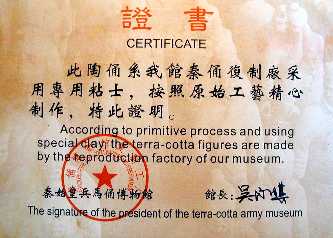 證書
CERTIFICATE
此陶俑系我館秦俑復制廠采
用專用粘土，按照原始工藝精心
制作，特此證明。
According to primitive process and using
special clay, the terra-cotta figures are made
by the reproduction factory of our museum.
秦始皇兵馬俑博物館 館長：
The signature of the president of the terra-cotta army museum